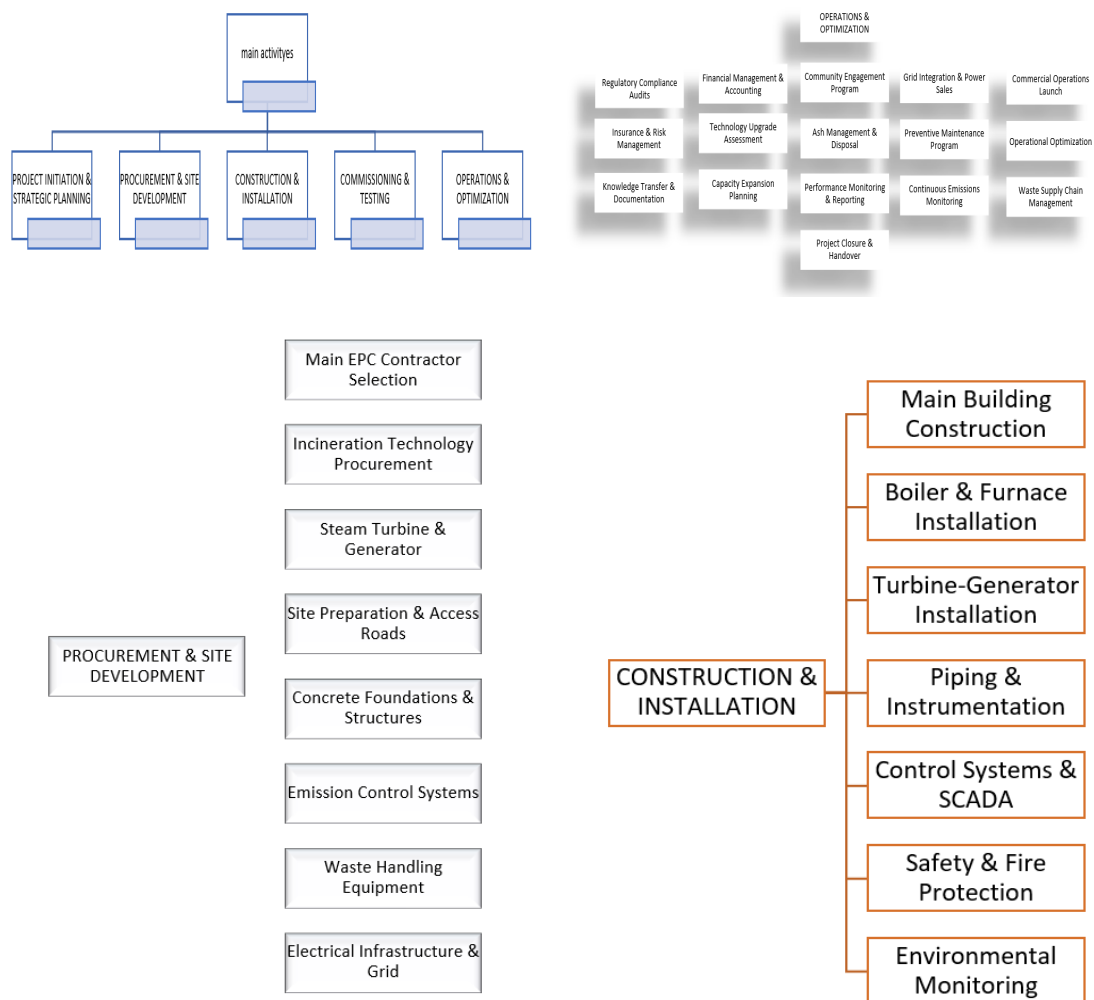 main activityes
PROJECT INITIATION &
STRATEGIC PLANNING
PROCUREMENT & SITE
DEVELOPMENT
CONSTRUCTION &
INSTALLATION
COMMISSIONING &
TESTING
OPERATIONS &
OPTIMIZATION
OPERATIONS &
OPTIMIZATION
Regulatory Compliance
Audits
Financial Management &
Accounting
Community Engagement
Program
Grid Integration & Power
Sales
Commercial Operations
Launch
Insurance & Risk
Management
Technology Upgrade
Assessment
Ash Management &
Disposal
Preventive Maintenance
Program
Operational Optimization
Knowledge Transfer &
Documentation
Capacity Expansion
Planning
Performance Monitoring
& Reporting
Continuous Emissions
Monitoring
Waste Supply Chain
Management
Project Closure &
Handover
PROCUREMENT & SITE
DEVELOPMENT
Main EPC Contractor
Selection
Incineration Technology
Procurement
Steam Turbine &
Generator
Site Preparation & Access
Roads
Concrete Foundations &
Structures
Emission Control Systems
Waste Handling
Equipment
Electrical Infrastructure &
Grid
CONSTRUCTION &
INSTALLATION
Main Building
Construction
Boiler & Furnace
Installation
Turbine-Generator
Installation
Piping &
Instrumentation
Control Systems &
SCADA
Safety & Fire
Protection
Environmental
Monitoring